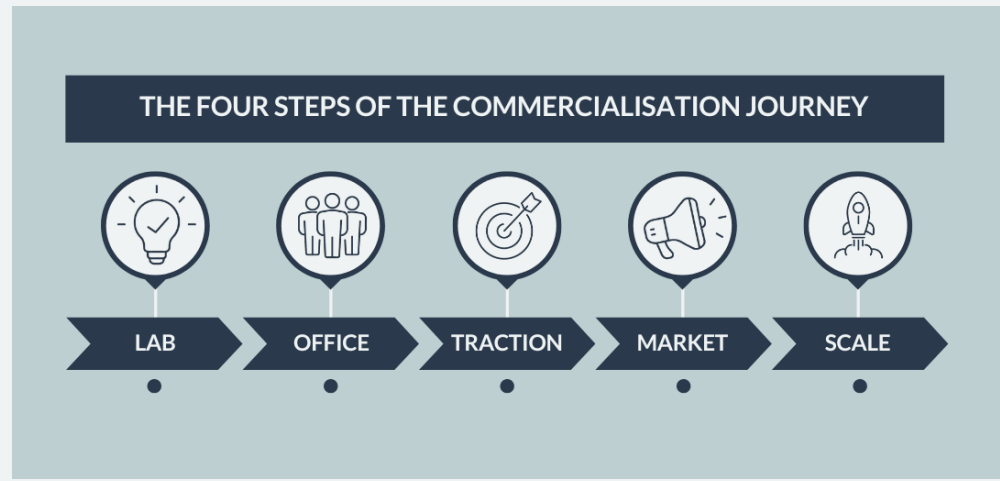 THE FOUR STEPS OF THE COMMERCIALISATION JOURNEY
LAB
OFFICE
TRACTION
MARKET
SCALE